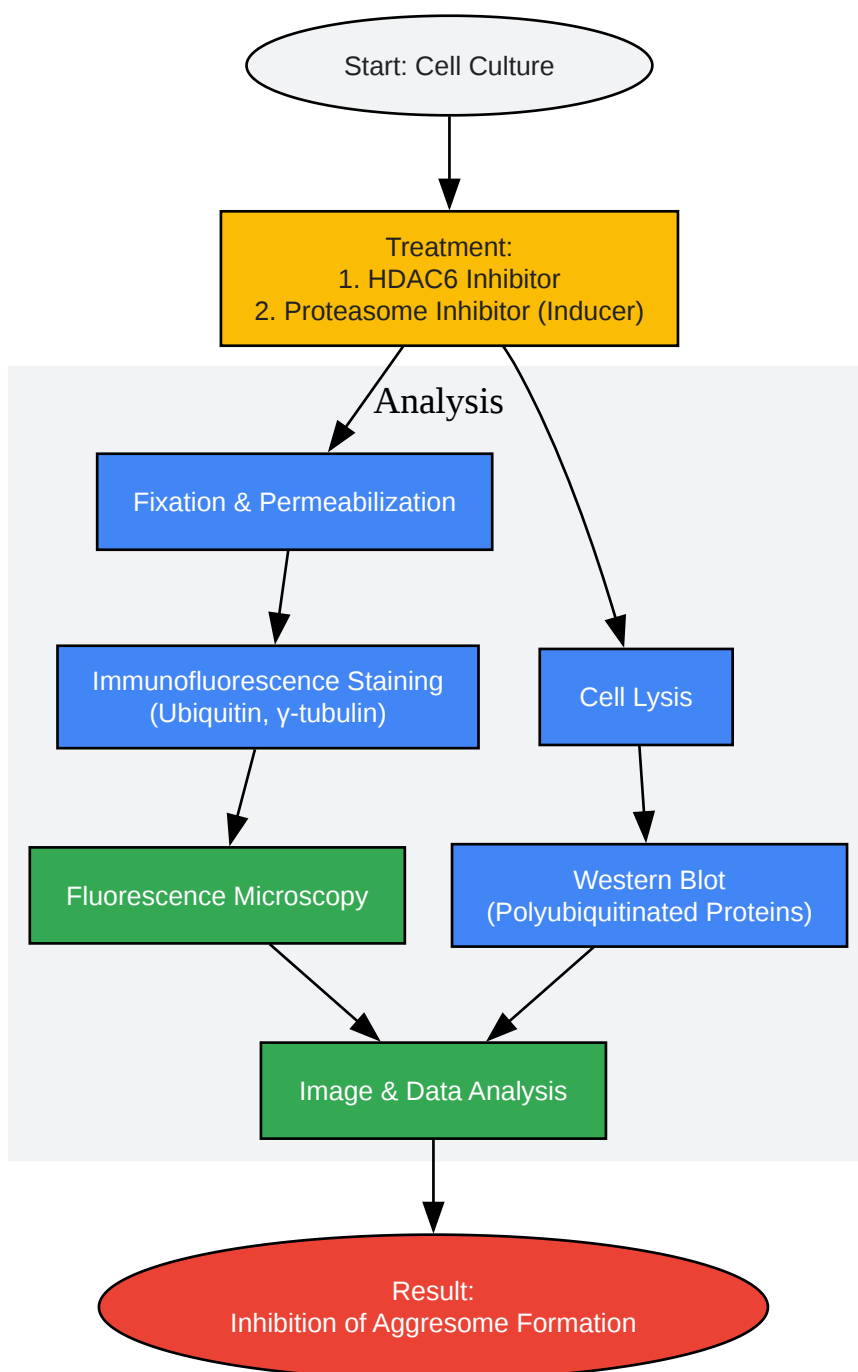 Start: Cell Culture
Treatment:
1. HDAC6 Inhibitor
2. Proteasome Inhibitor (Inducer)
Analysis
Fixation & Permeabilization
Immunofluorescence Staining
(Ubiquitin, γ-tubulin)
Cell Lysis
Fluorescence Microscopy
Western Blot
(Polyubiquitinated Proteins)
Image & Data Analysis
Result:
Inhibition of Aggresome Formation